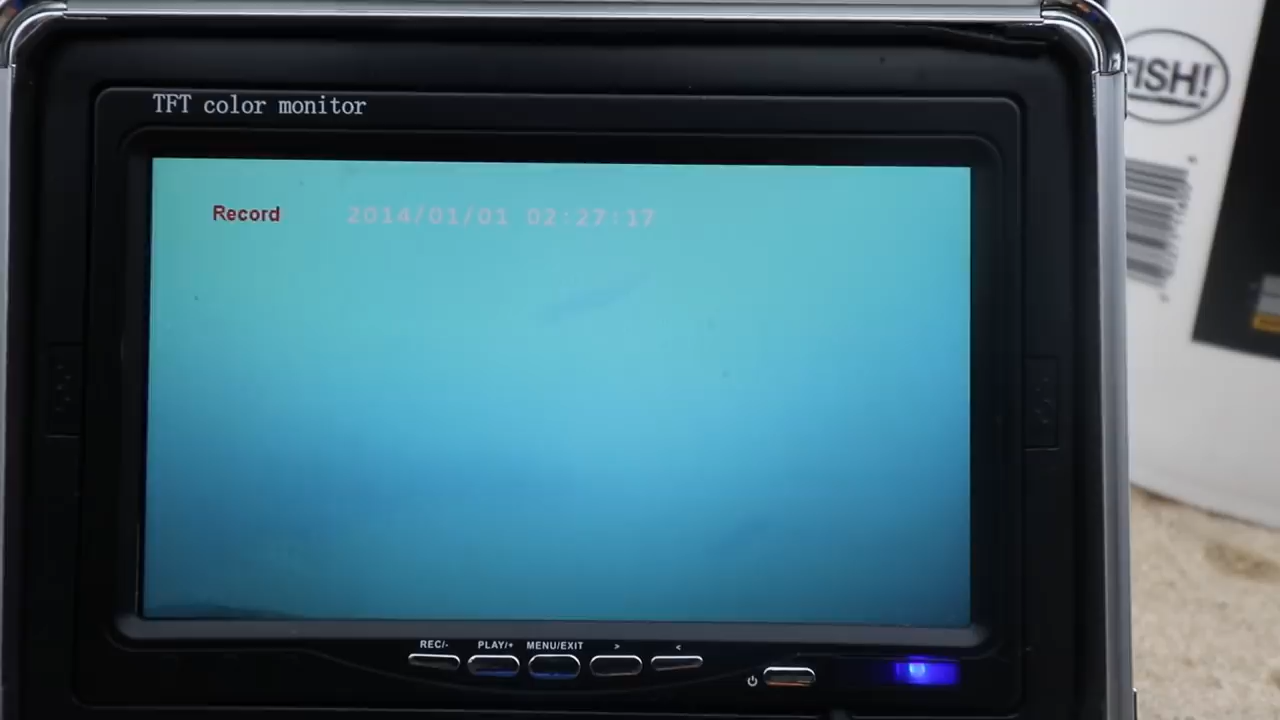 FISH!
TFT color monitor
Record 2014/01/01 02:27:17
REC/- PLAY/+ MENU/EXIT > <